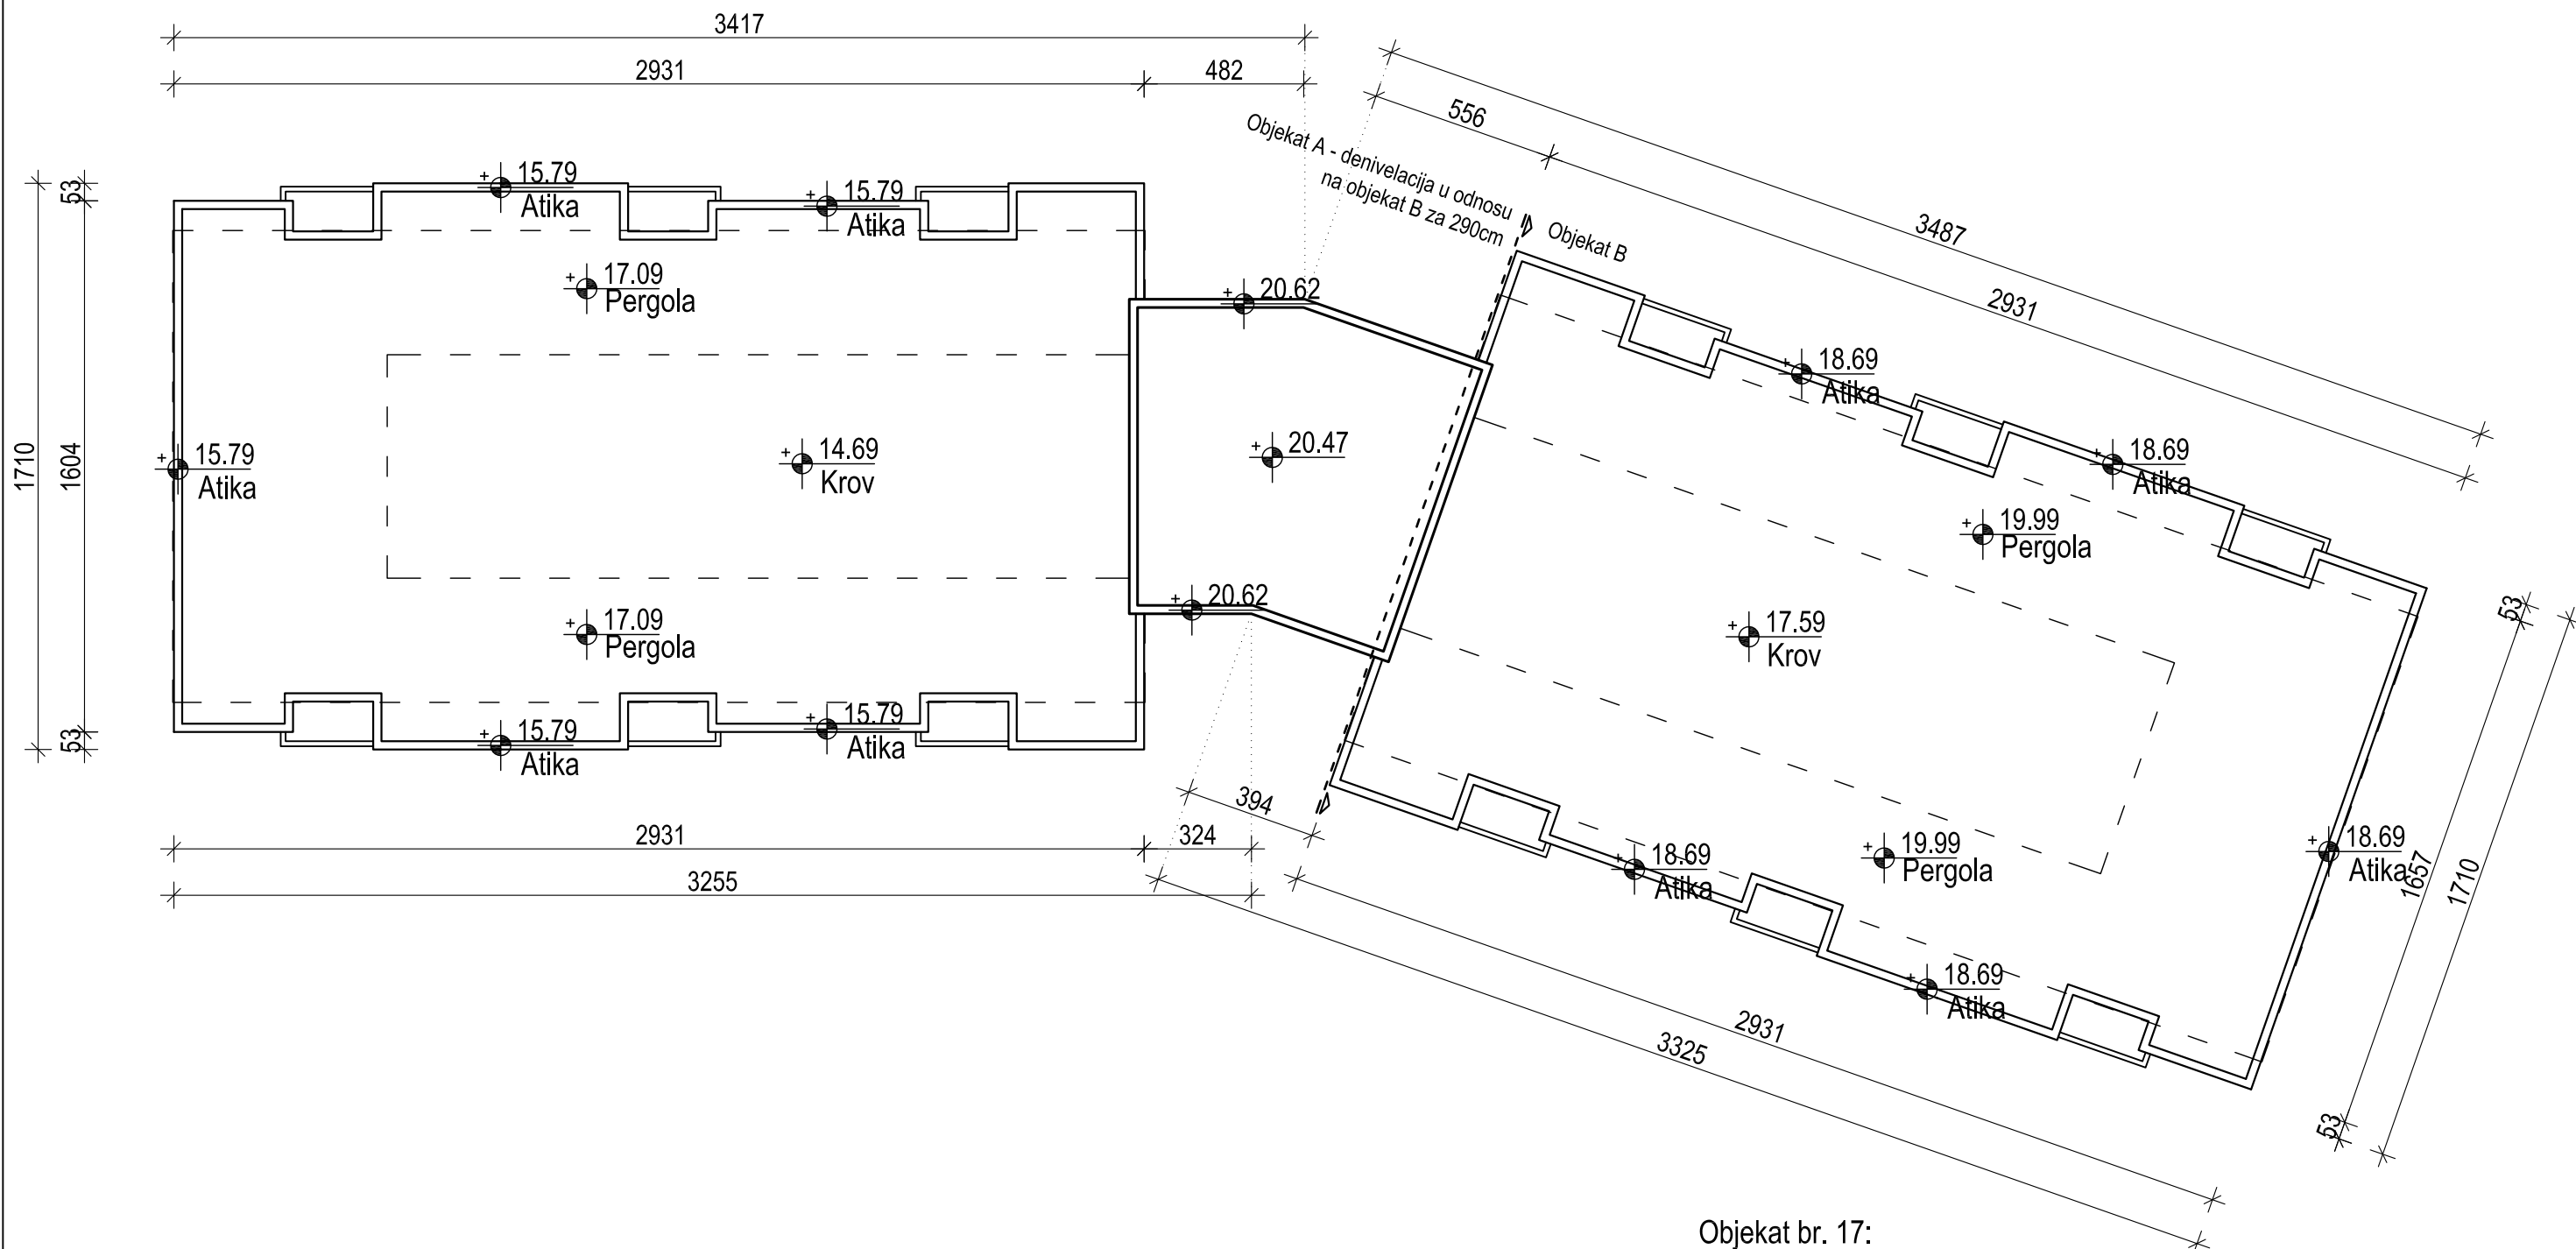 3417
2931
482
556
3487
2931
Objekat A - denivelacija u odnosu
na objekat B za 290cm
Objekat B
53
1604
53
1710
+ 15.79
Atika
+ 15.79
Atika
+ 17.09
Pergola
+ 20.62
+ 15.79
Atika
+ 14.69
Krov
+ 20.47
+ 18.69
Atika
+ 18.69
Atika
+ 19.99
Pergola
+ 17.09
Pergola
+ 20.62
+ 17.59
Krov
+ 15.79
Atika
+ 15.79
Atika
+ 18.69
Atika
+ 19.99
Pergola
+ 18.69
Atika
+ 18.69
Atika
53
1657
53
1710
394
2931
324
3255
2931
3325
Objekat br. 17: